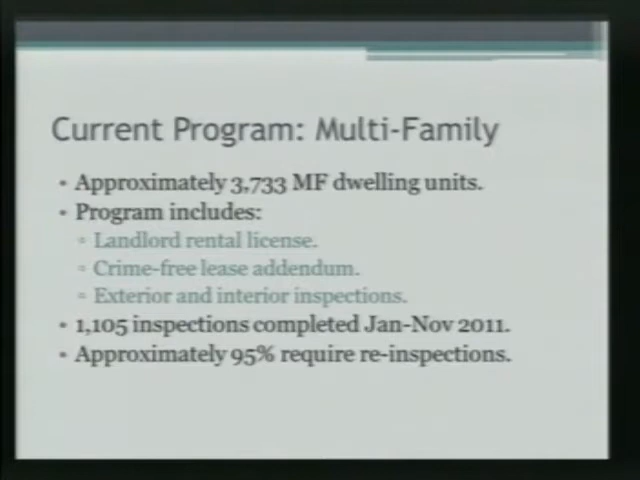 Current Program: Multi-Family
• Approximately 3,733 MF dwelling units.
• Program includes:
▫ Landlord rental license.
▫ Crime-free lease addendum.
▫ Exterior and interior inspections.
• 1,105 inspections completed Jan-Nov 2011.
• Approximately 95% require re-inspections.